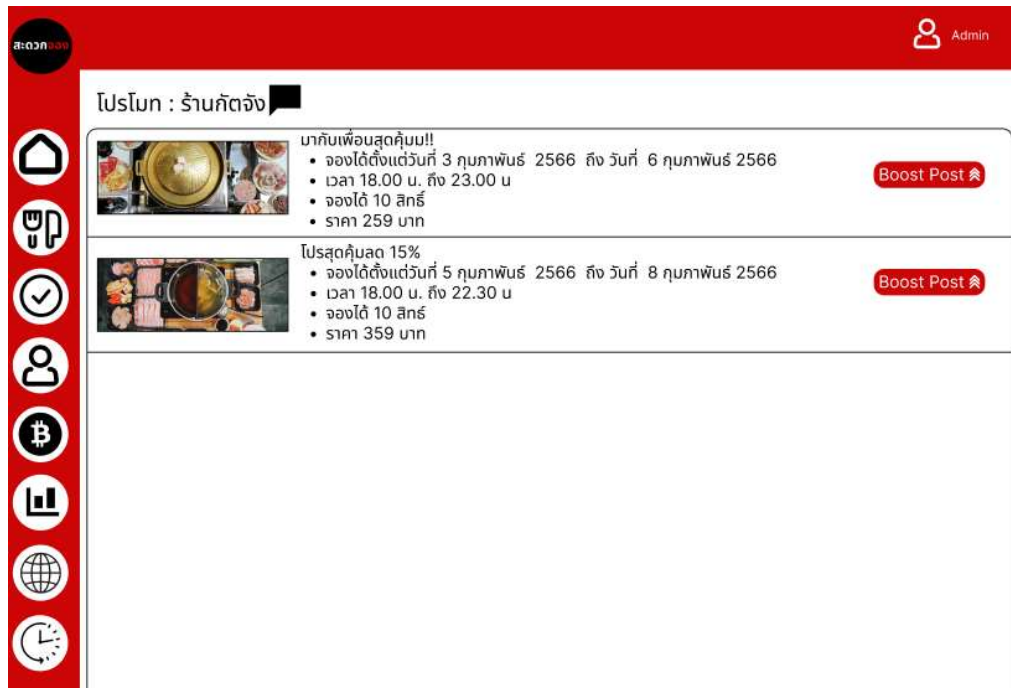 สะดวกจอง
Admin
โปรโมท : ร้านกัตจัง
มากับเพื่อนสุดคุ้มม!!
• จองได้ตั้งแต่วันที่ 3 กุมภาพันธ์ 2566 ถึง วันที่ 6 กุมภาพันธ์ 2566
• เวลา 18.00 น. ถึง 23.00 น
• จองได้ 10 สิทธิ์
• ราคา 259 บาท
Boost Post
โปรสุดคุ้มลด 15%
• จองได้ตั้งแต่วันที่ 5 กุมภาพันธ์ 2566 ถึง วันที่ 8 กุมภาพันธ์ 2566
• เวลา 18.00 น. ถึง 22.30 น
• จองได้ 10 สิทธ์
• ราคา 359 บาท
Boost Post